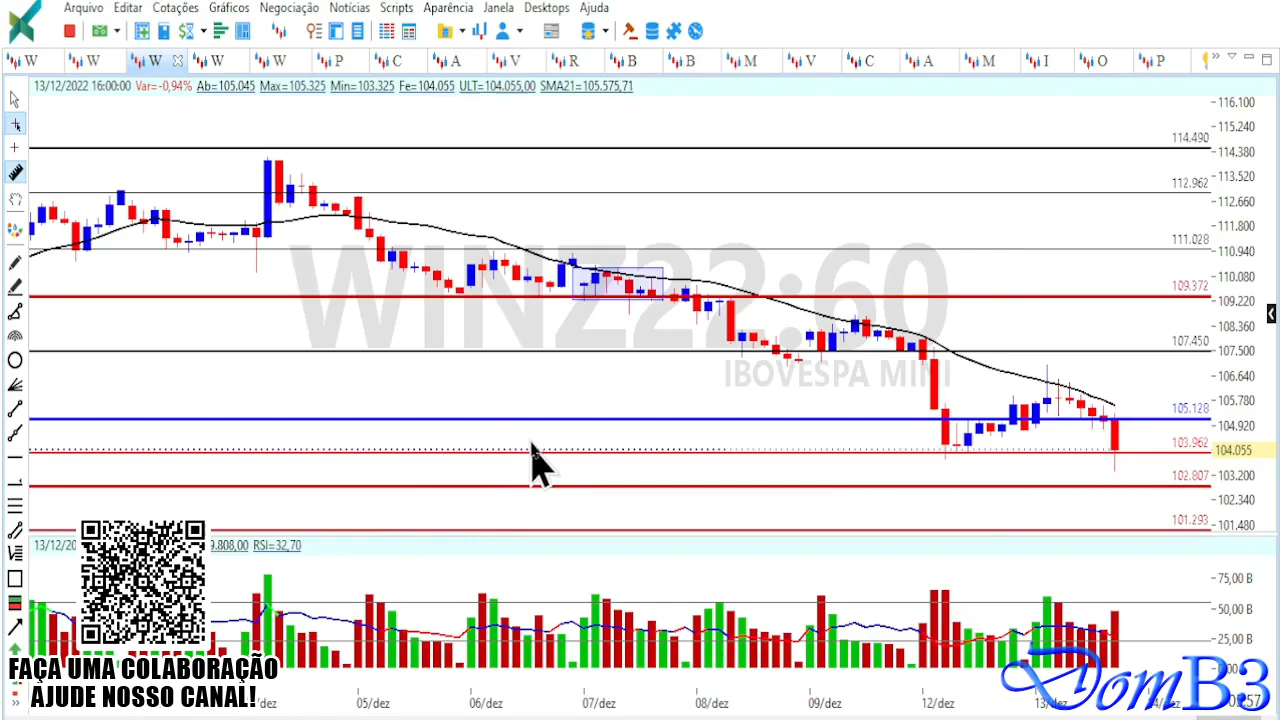 Arquivo Editar Cotações Gráficos Negociação Notícias Scripts Aparência Janela Desktops Ajuda
W W W W W P C A V R B B M V C A M I O P
13/12/2022 16:00:00 Var=-0,94% Ab=105.045 Max=105.325 Min=103.325 Fe=104.055 ULT=104.055,00 SMA21=105.575,71
116.100
115.240
114.490
114.380
113.520
112.962
112.660
111.800
111.028
110.940
WINZ22:60
110.080
109.372
109.220
108.360
107.450
107.500
IBOVESPA MINI
106.640
105.780
105.128
104.920
103.962
104.055
102.807
103.200
102.340
101.293
101.480
13/12/20 9.808,00 RSI=32,70
75,00 B
50,00 B
25,00 B
FAÇA UMA COLABORAÇÃO
AJUDE NOSSO CANAL!
DomB3
dez 05/dez 06/dez 07/dez 08/dez 09/dez 12/dez 13/dez 14/dez